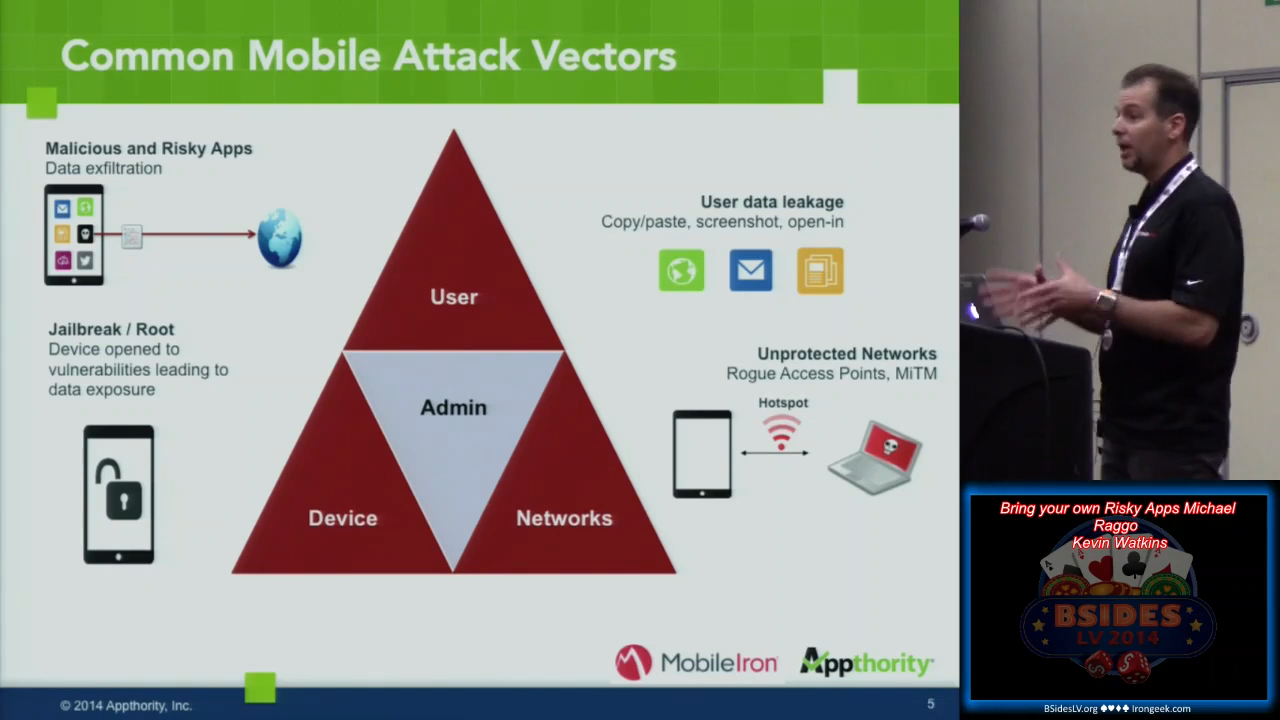 Common Mobile Attack Vectors
Malicious and Risky Apps
Data exfiltration
User data leakage
Copy/paste, screenshot, open-in
User
Jailbreak / Root
Device opened to
vulnerabilities leading to
data exposure
Unprotected Networks
Rogue Access Points, MiTM
Hotspot
Admin
Device
Networks
MobileIron
Appthority
© 2014 Appthority, Inc.
5
Bring your own Risky Apps Michael
Raggo
Kevin Watkins
BSIDES
LV 2014
BSidesLV.org ♠♥♦♣ Irongeek.com